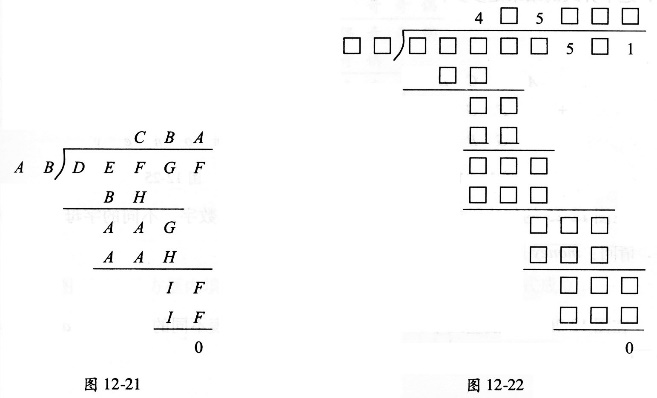 C B A
A B D E F G F
B H
A A G
A A H
I F
I F
0
图 12-21
4 □ 5 □ □ □
□ □ □ □ □ □ □ 5 □ 1
□ □
□ □
□ □
□ □ □
□ □ □
□ □ □
□ □ □
□ □ □
□ □ □
0
图 12-22